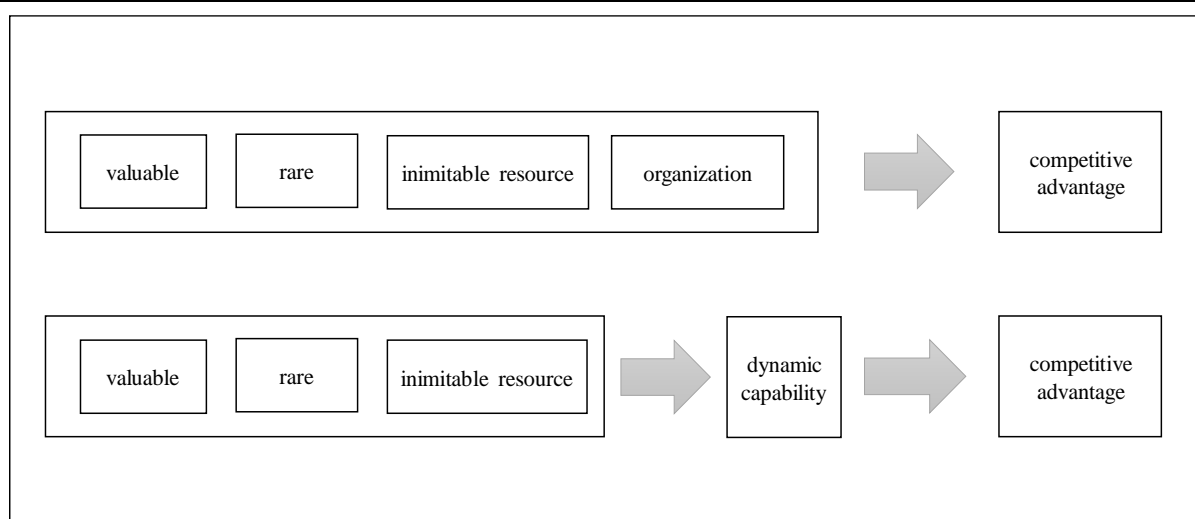 valuable
rare
inimitable resource
organization
competitive
advantage
valuable
rare
inimitable resource
dynamic
capability
competitive
advantage